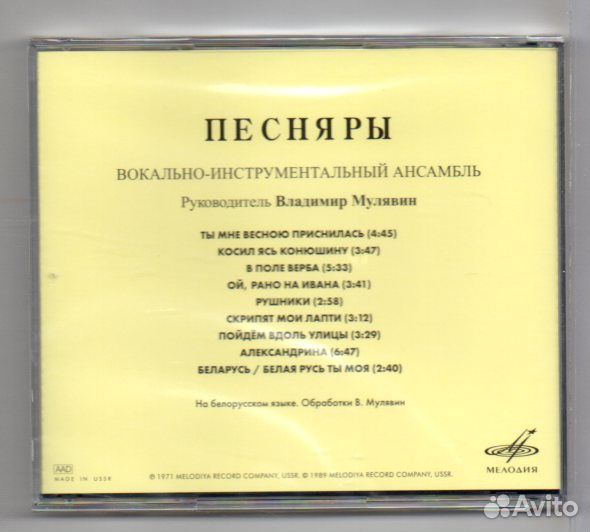 ПЕСНЯРЫ
ВОКАЛЬНО-ИНСТРУМЕНТАЛЬНЫЙ АНСАМБЛЬ
Руководитель Владимир Мулявин
ТЫ МНЕ ВЕСНОЮ ПРИСНИЛАСЬ (4:45)
КОСИЛ ЯСЬ КОНЮШИНУ (3:47)
В ПОЛЕ ВЕРБА (5:33)
ОЙ, РАНО НА ИВАНА (3:41)
РУШНИКИ (2:58)
СКРИПЯТ МОИ ЛАПТИ (3:12)
ПОЙДЁМ ВДОЛЬ УЛИЦЫ (3:29)
АЛЕКСАНДРИНА (6:47)
БЕЛАРУСЬ / БЕЛАЯ РУСЬ ТЫ МОЯ (2:40)
На белорусском языке. Обработки В. Мулявин
AAD
MADE IN USSR
℗ 1971 MELODIYA RECORD COMPANY, USSR. © 1989 MELODIYA RECORD COMPANY, USSR.
МЕЛОДИЯ
Avito